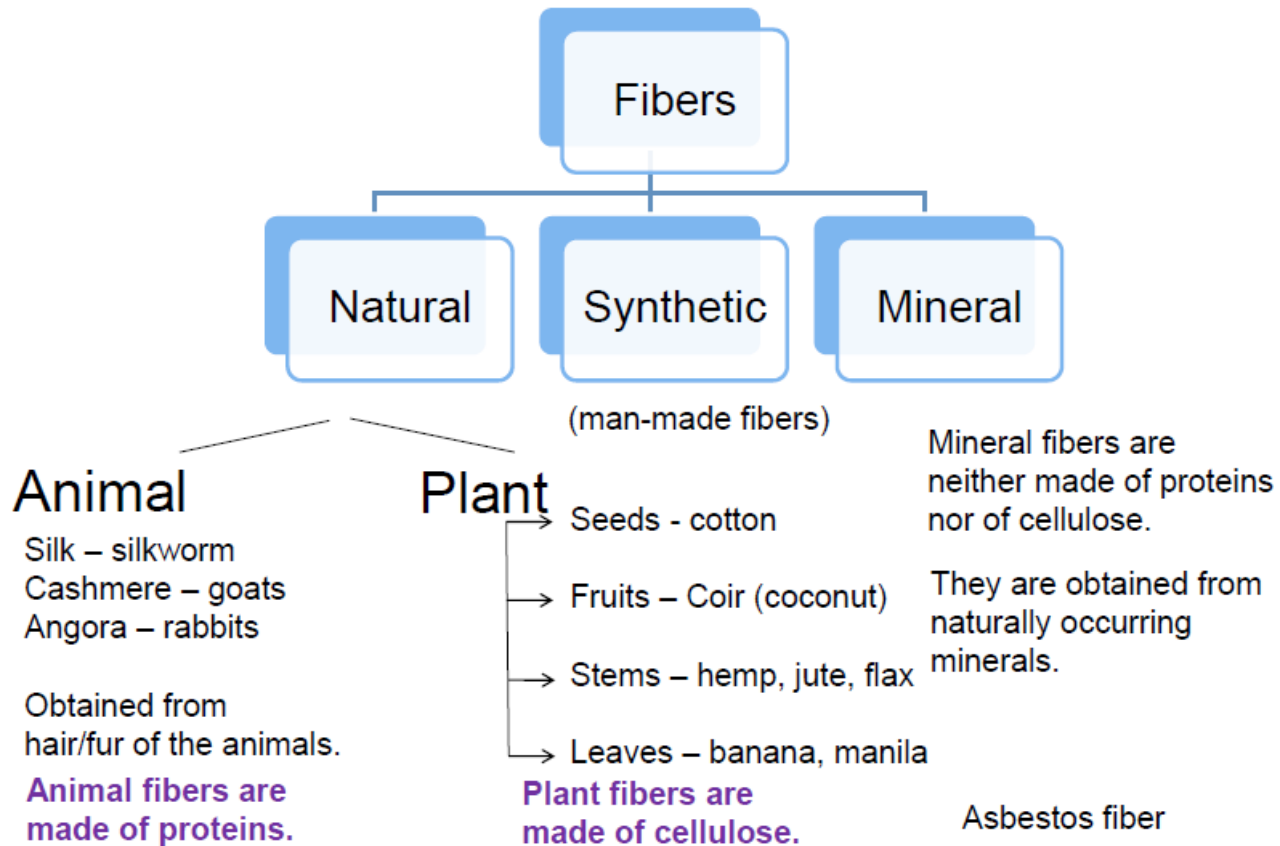 Fibers
Natural
Synthetic
Mineral
(man-made fibers)
Animal
Silk – silkworm
Cashmere – goats
Angora – rabbits
Obtained from
hair/fur of the animals.
Animal fibers are
made of proteins.
Plant
Seeds - cotton
Fruits – Coir (coconut)
Stems – hemp, jute, flax
Leaves – banana, manila
Plant fibers are
made of cellulose.
Mineral fibers are
neither made of proteins
nor of cellulose.
They are obtained from
naturally occurring
minerals.
Asbestos fiber